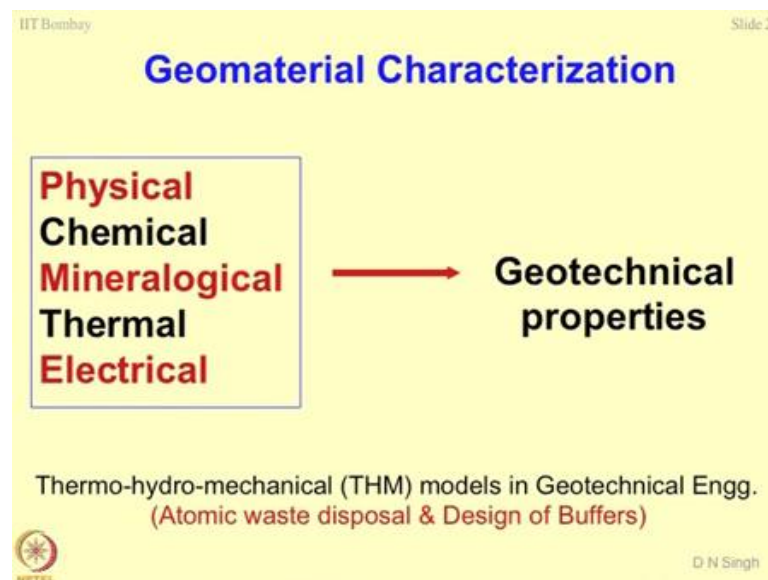 IIT Bombay
Slide 2
Geomaterial Characterization
Physical
Chemical
Mineralogical
Thermal
Electrical
Geotechnical
properties
Thermo-hydro-mechanical (THM) models in Geotechnical Engg.
(Atomic waste disposal & Design of Buffers)
NPTEL
D N Singh